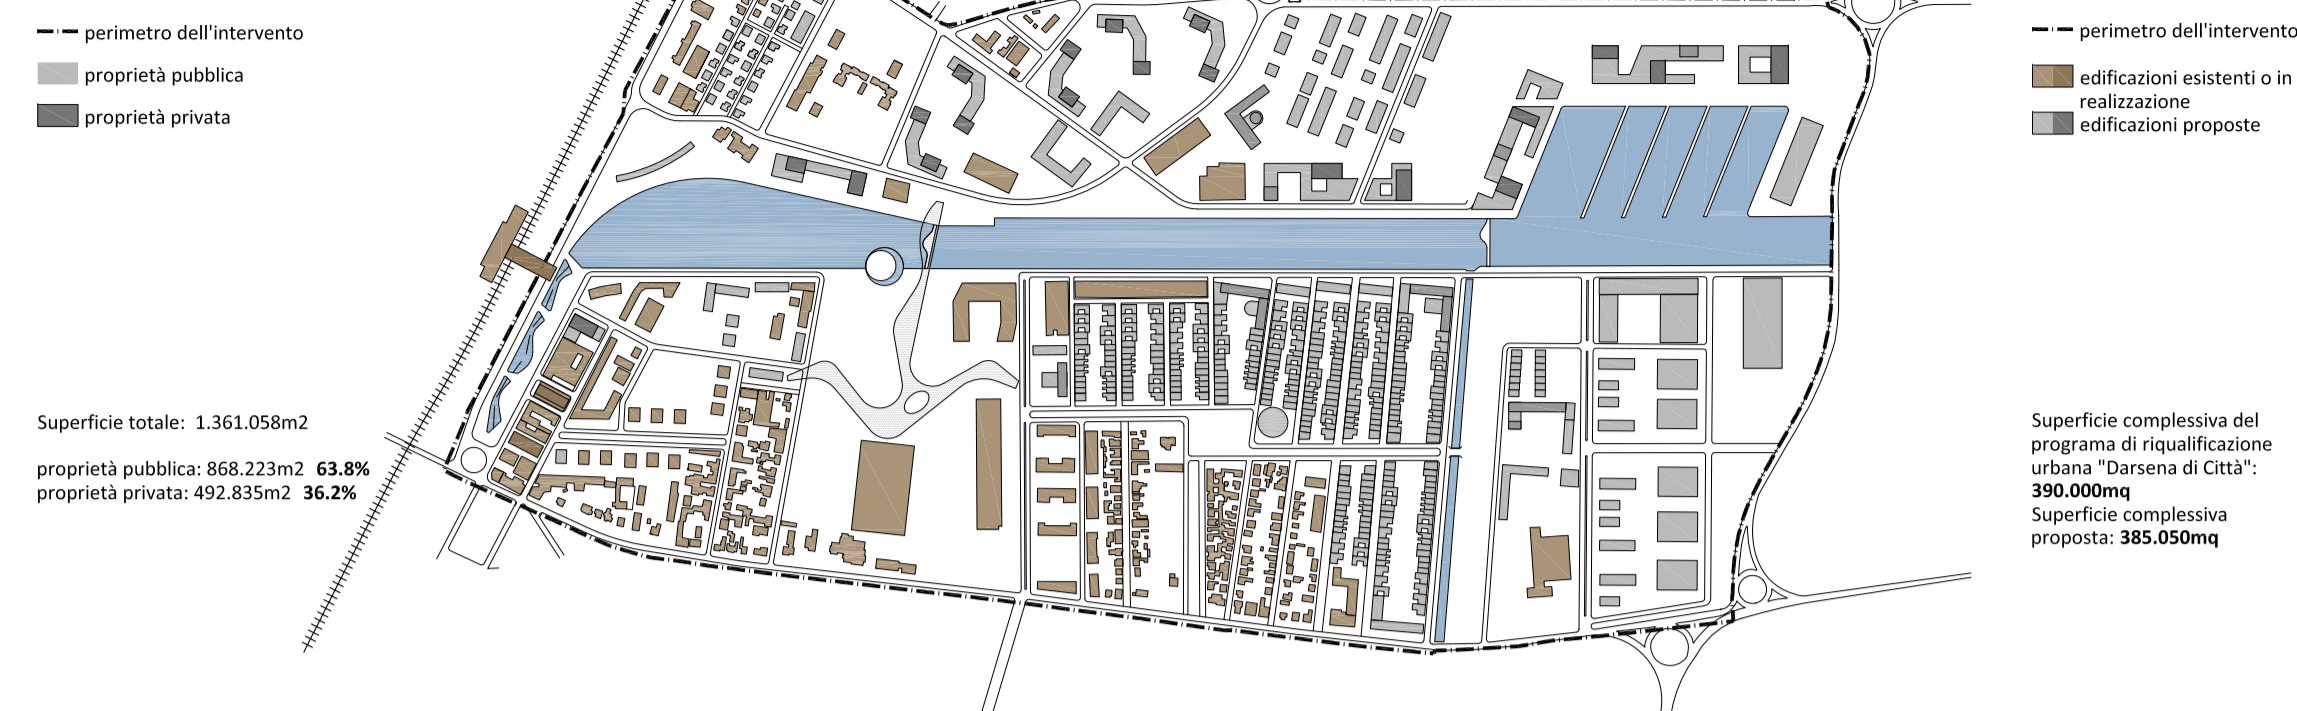 perimetro dell'intervento
proprietà pubblica
proprietà privata
Superficie totale: 1.361.058m2
proprietà pubblica: 868.223m2 63.8%
proprietà privata: 492.835m2 36.2%
perimetro dell'intervento
edificazioni esistenti o in
realizzazione
edificazioni proposte
Superficie complessiva del
programa di riqualificazione
urbana "Darsena di Città":
390.000mq
Superficie complessiva
proposta: 385.050mq